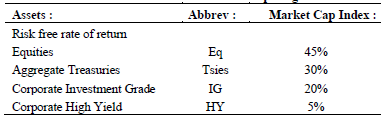 Assets : Abbrev : Market Cap Index :
Risk free rate of return
Equities Eq 45%
Aggregate Treasuries Tsies 30%
Corporate Investment Grade IG 20%
Corporate High Yield HY 5%